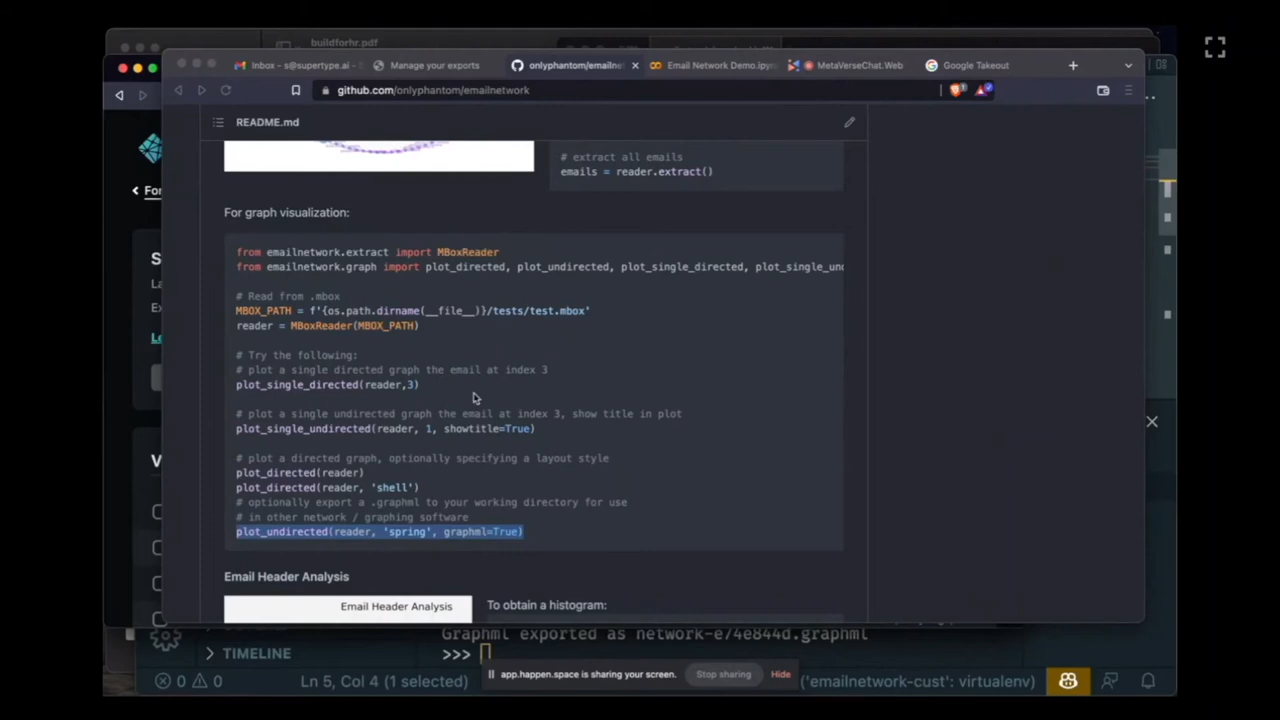 buildforhr.pdf
Inbox – s@supertype.ai -
Manage your exports
onlyphantom/emailnet
Email Network Demo.ipyn
MetaVerseChat.Web
Google Takeout
github.com/onlyphantom/emailnetwork
README.md
# extract all emails
emails = reader.extract()
For graph visualization:
from emailnetwork.extract import MBoxReader
from emailnetwork.graph import plot_directed, plot_undirected, plot_single_directed, plot_single_und
# Read from .mbox
MBOX_PATH = f'{os.path.dirname(__file__)}/tests/test.mbox'
reader = MBoxReader(MBOX_PATH)
# Try the following:
# plot a single directed graph the email at index 3
plot_single_directed(reader,3)
# plot a single undirected graph the email at index 3, show title in plot
plot_single_undirected(reader, 1, showtitle=True)
# plot a directed graph, optionally specifying a layout style
plot_directed(reader)
plot_directed(reader, 'shell')
# optionally export a .graphml to your working directory for use
# in other network / graphing software
plot_undirected(reader, 'spring', graphml=True)
Email Header Analysis
Email Header Analysis
To obtain a histogram:
Fo
S
La
Ex
Le
V
Graphml exported as network-e74e844d.graphml
>>>
TIMELINE
app.happen.space is sharing your screen.
Stop sharing
Hide
0 0
Ln 5, Col 4 (1 selected)
('emailnetwork-cust': virtualenv)